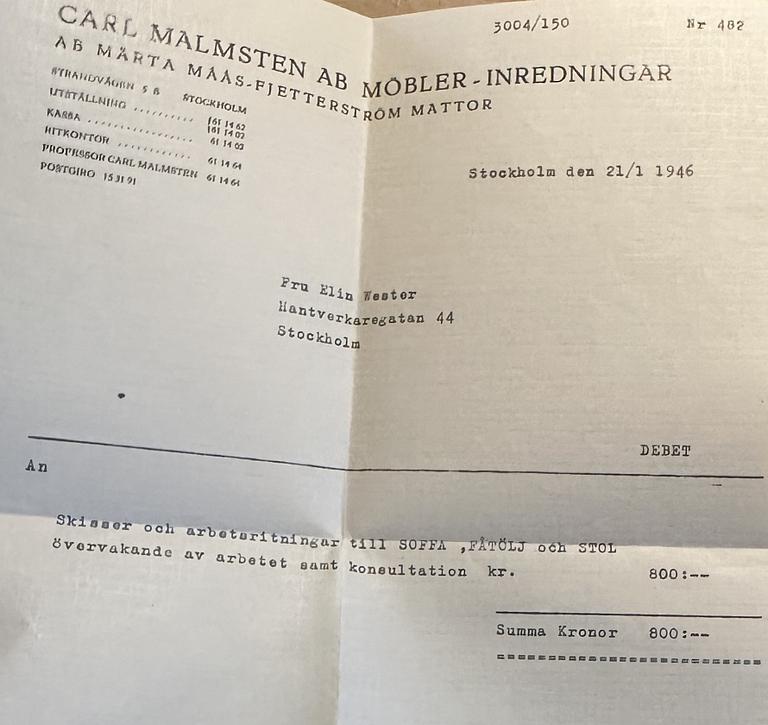 3004/150 Nr 482
CARL MALMSTEN AB MÖBLER - INREDNINGAR
AB MÄRTA MÅÅS-FJETTERSTRÖM MATTOR
STRANDVÄGEN 5 B STOCKHOLM
UTSTÄLLNING .......... 61 14 62
61 14 02
KASSA .................. 61 14 03
RITKONTOR ............ 61 14 64
PROFESSOR CARL MALMSTEN 61 14 61
POSTGIRO 15 31 91
Stockholm den 21/1 1946
Fru Elin Wester
Hantverkaregatan 44
Stockholm
DEBET
An
Skisser och arbetsritningar till SOFFA ,FÅTÖLJ och STOL
övervakande av arbetet samt konsultation kr. 800:--
Summa Kronor 800:--